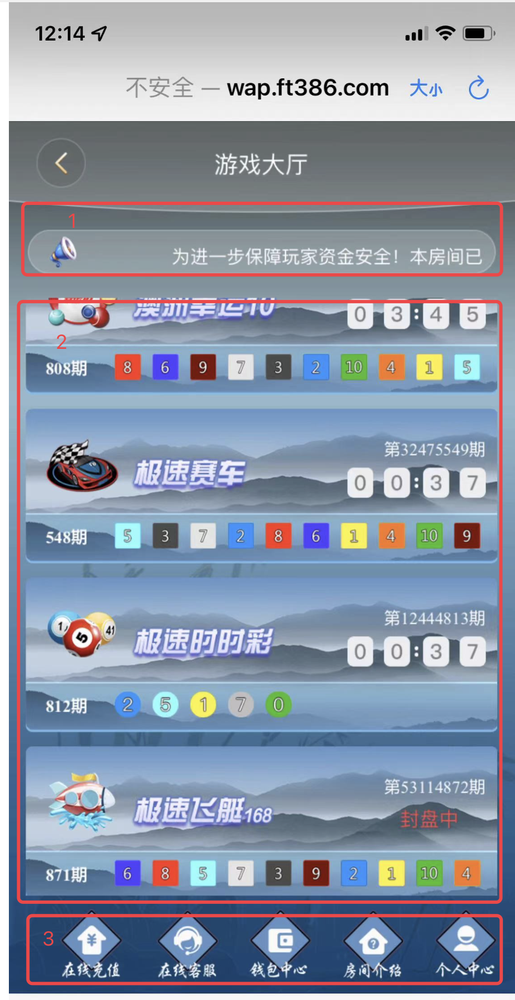 12:14
不安全 — wap.ft386.com 大小
游戏大厅
1
为进一步保障玩家资金安全！本房间已
澳洲幸运10
0 3 : 4 5
2
808期 8 6 9 7 3 2 10 4 1 5
第32475549期
极速赛车
0 0 : 3 7
548期 5 3 7 2 8 6 1 4 10 9
第12444813期
1 5 41
极速时时彩
0 0 : 3 7
812期 2 5 1 7 0
第53114872期
极速飞艇168
封盘中
871期 6 8 5 7 3 9 2 1 10 4
3
¥ ?
在线充值 在线客服 钱包中心 房间介绍 个人中心